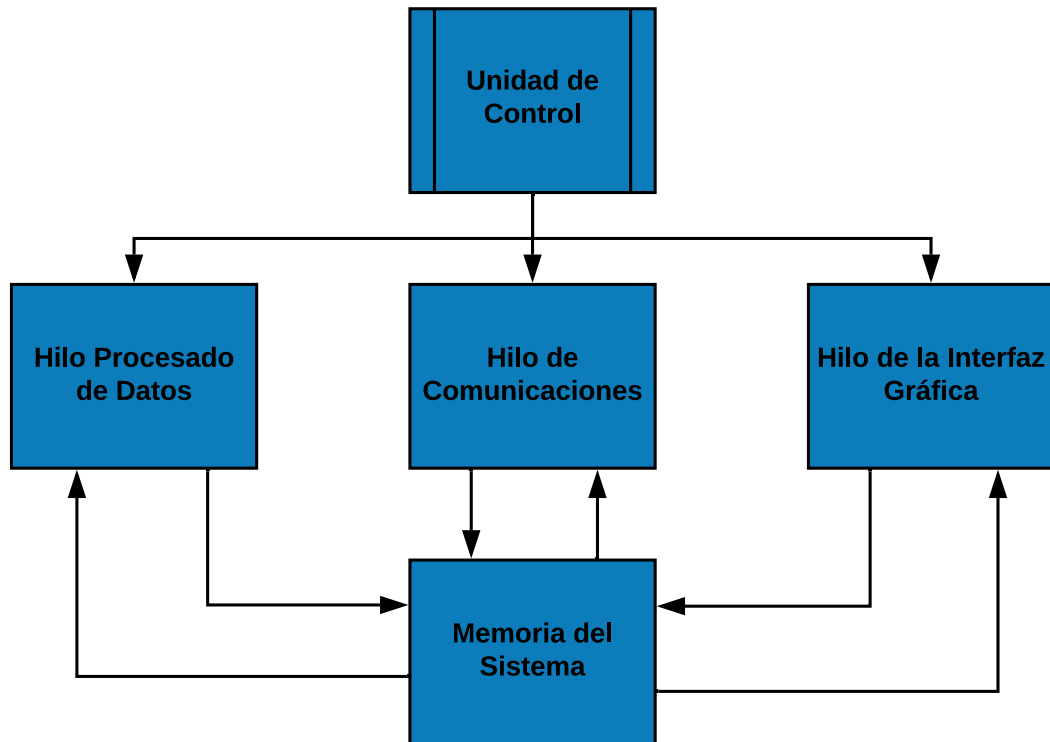 Unidad de
Control
Hilo Procesado
de Datos
Hilo de
Comunicaciones
Hilo de la Interfaz
Gráfica
Memoria del
Sistema